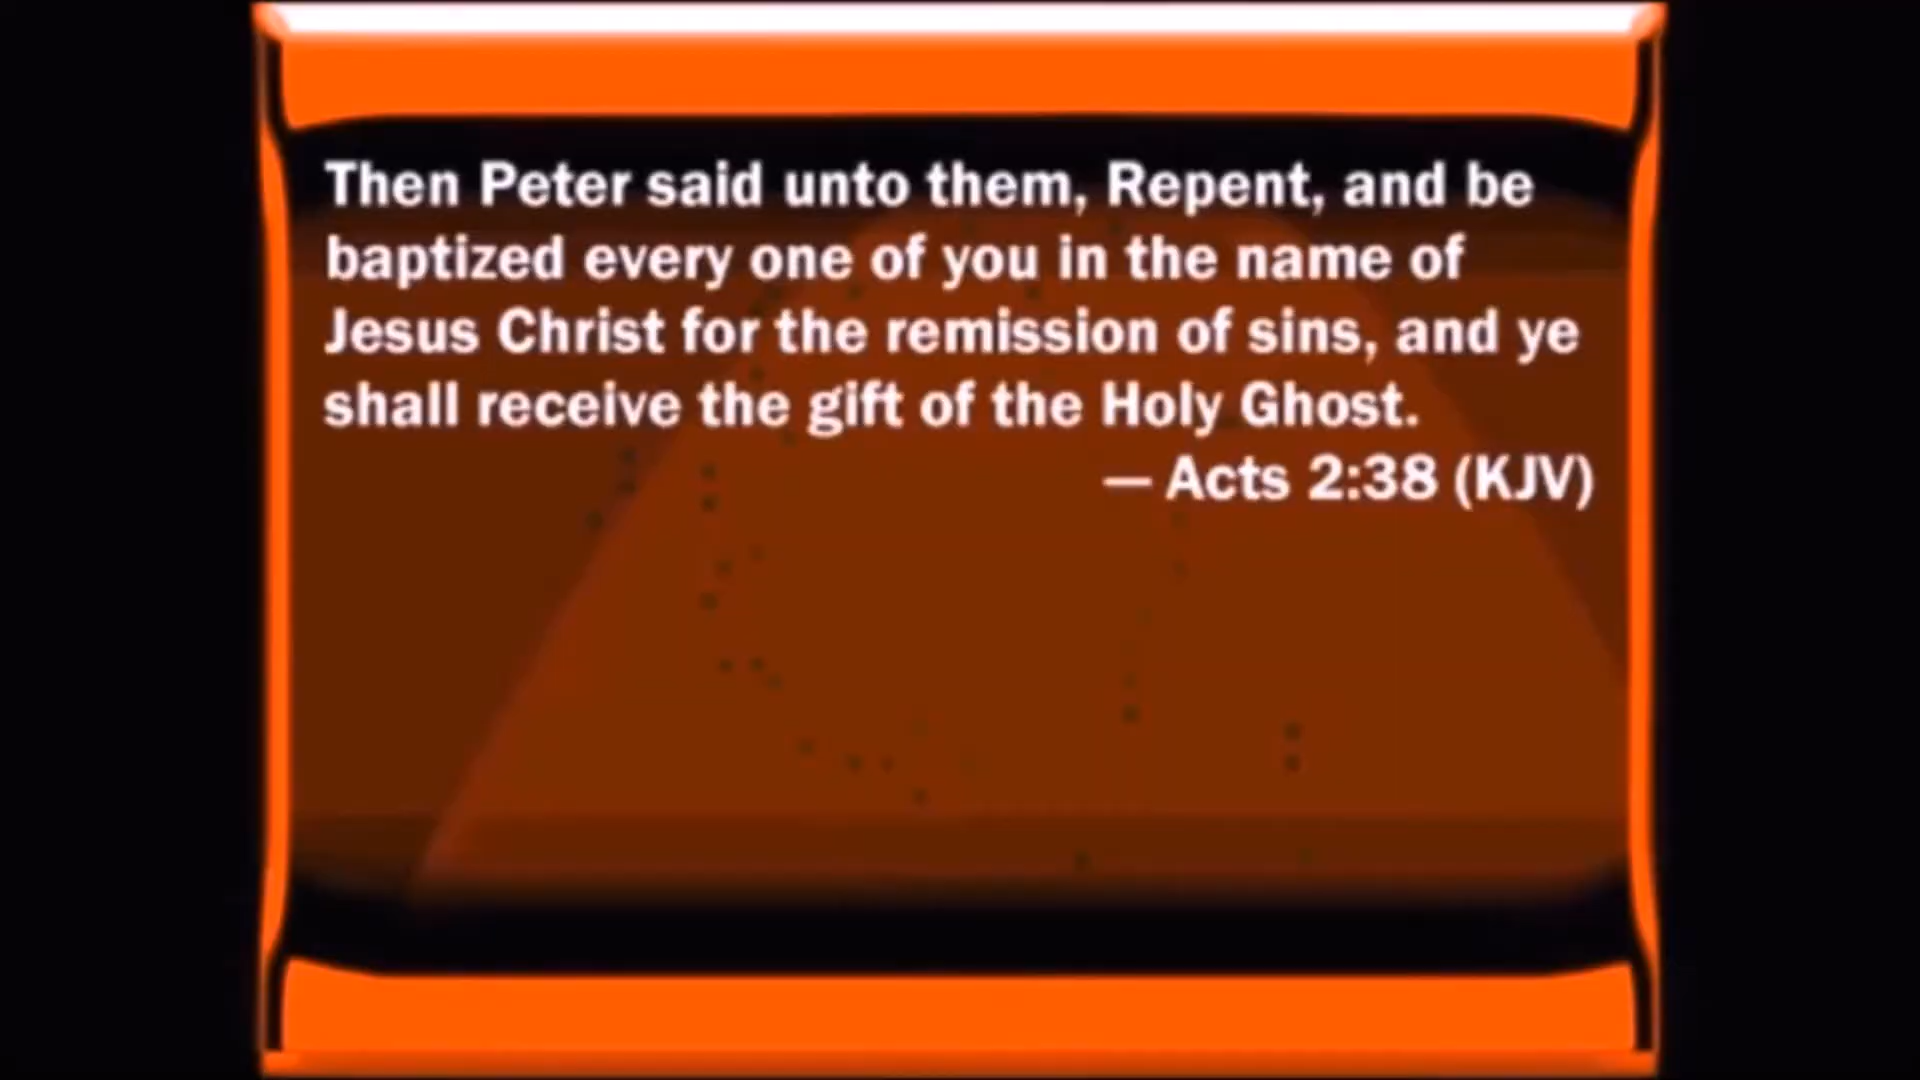 Then Peter said unto them, Repent, and be
baptized every one of you in the name of
Jesus Christ for the remission of sins, and ye
shall receive the gift of the Holy Ghost.
— Acts 2:38 (KJV)